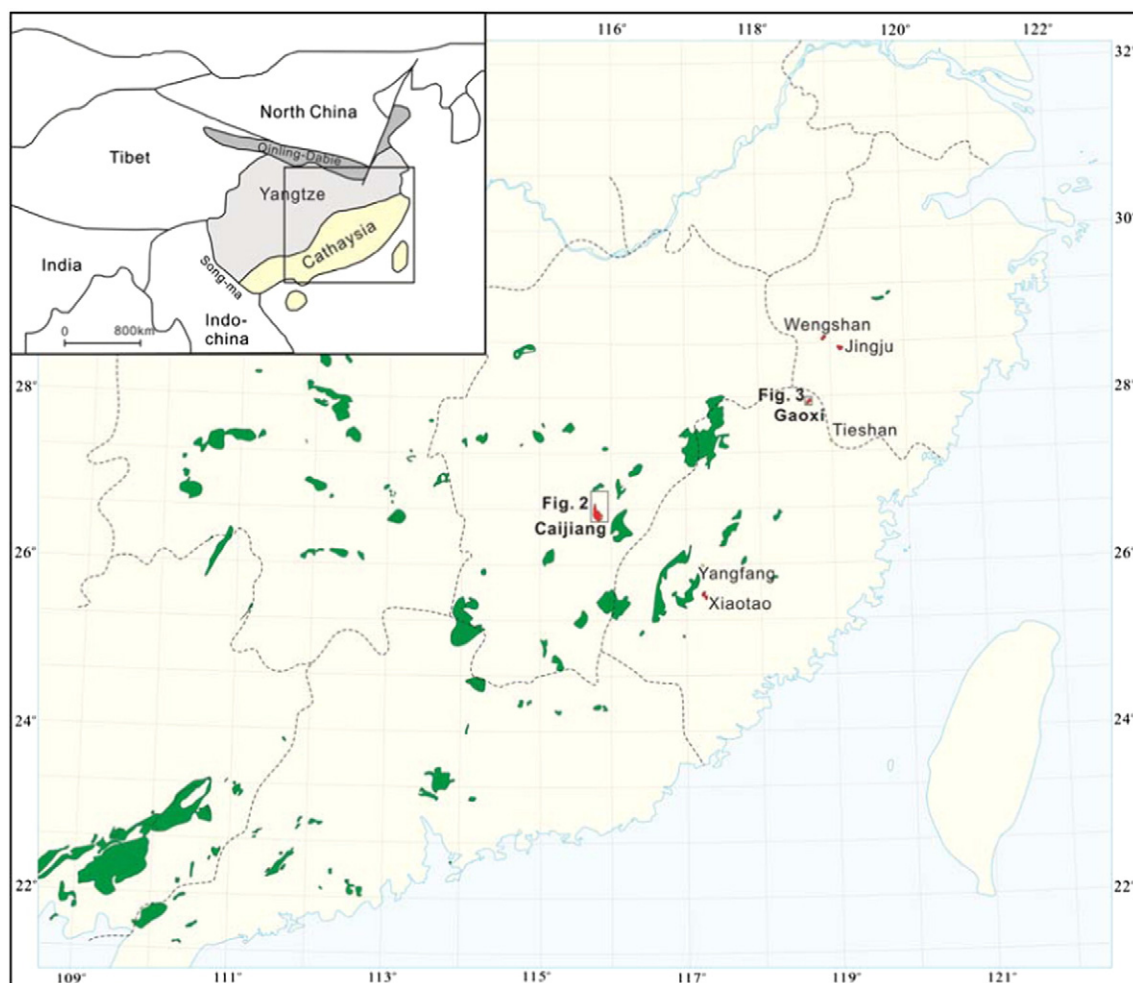 116°
118°
120°
122°
32°
North China
Qinling-Dabie
Tibet
Yangtze
Cathaysia
India
Song-ma
Indo-
china
0
800km
30°
Wengshan
Jingju
28°
28°
Fig. 3
Gaoxi
Tieshan
Fig. 2
Caijiang
26°
26°
Yangfang
Xiaotao
24°
24°
22°
22°
109°
111°
113°
115°
117°
119°
121°